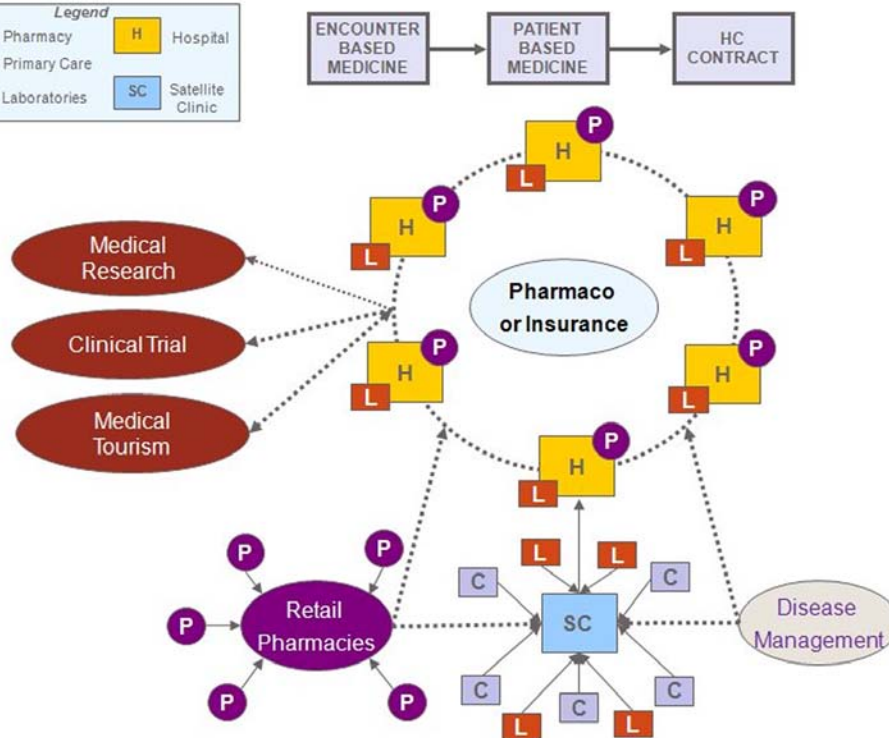 Legend
Pharmacy
H
Hospital
Primary Care
Laboratories
SC
Satellite
Clinic
ENCOUNTER
BASED
MEDICINE
PATIENT
BASED
MEDICINE
HC
CONTRACT
P
H
L
P
H
L
P
H
L
Medical
Research
Pharmaco
or Insurance
Clinical Trial
P
H
L
P
H
L
Medical
Tourism
P
H
L
P
P
L
L
C
C
P
Retail
Pharmacies
SC
Disease
Management
P
P
C
C
C
L
L